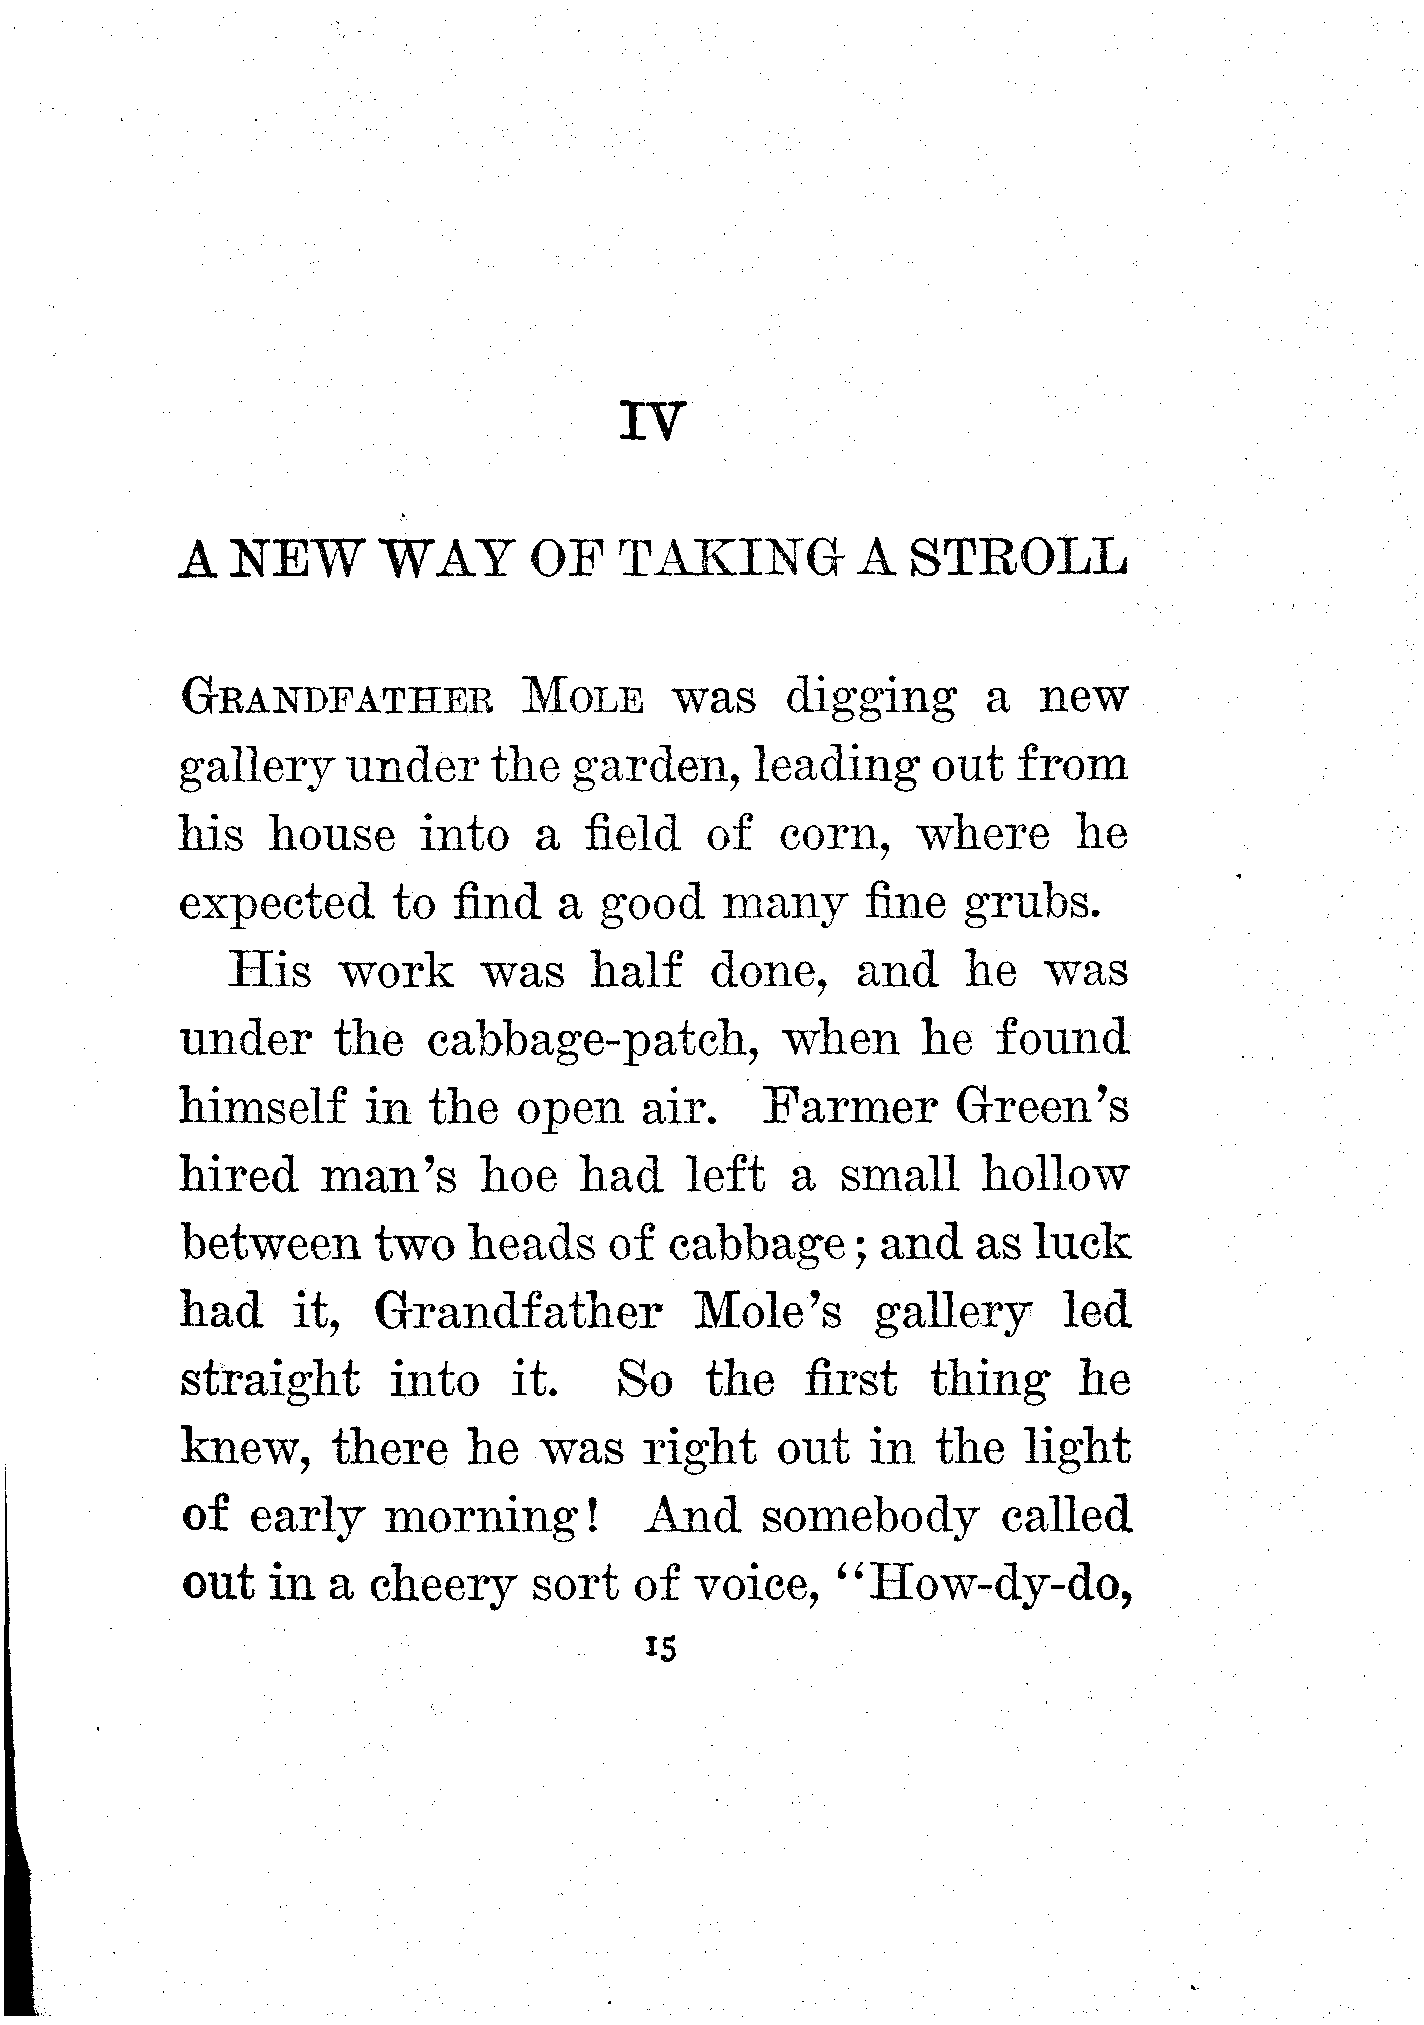 IV
A NEW WAY OF TAKING A STROLL
GRANDFATHER MOLE was digging a new
gallery under the garden, leading out from
his house into a field of corn, where he
expected to find a good many fine grubs.
His work was half done, and he was
under the cabbage-patch, when he found
himself in the open air. Farmer Green's
hired man's hoe had left a small hollow
between two heads of cabbage; and as luck
had it, Grandfather Mole's gallery led
straight into it. So the first thing he
knew, there he was right out in the light
of early morning! And somebody called
out in a cheery sort of voice, "How-dy-do,
15